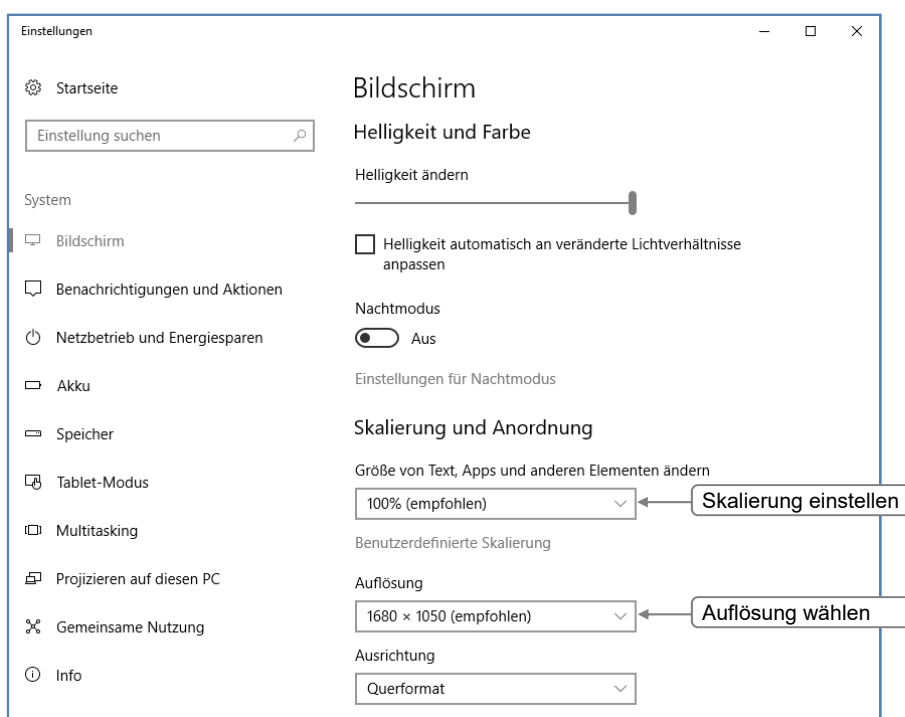 Einstellungen
Startseite
Einstellung suchen
System
Bildschirm
Benachrichtigungen und Aktionen
Netzbetrieb und Energiesparen
Akku
Speicher
Tablet-Modus
Multitasking
Projizieren auf diesen PC
Gemeinsame Nutzung
Info
Bildschirm
Helligkeit und Farbe
Helligkeit ändern
Helligkeit automatisch an veränderte Lichtverhältnisse
anpassen
Nachtmodus
Aus
Einstellungen für Nachtmodus
Skalierung und Anordnung
Größe von Text, Apps und anderen Elementen ändern
100% (empfohlen)
Skalierung einstellen
Benutzerdefinierte Skalierung
Auflösung
1680 × 1050 (empfohlen)
Auflösung wählen
Ausrichtung
Querformat